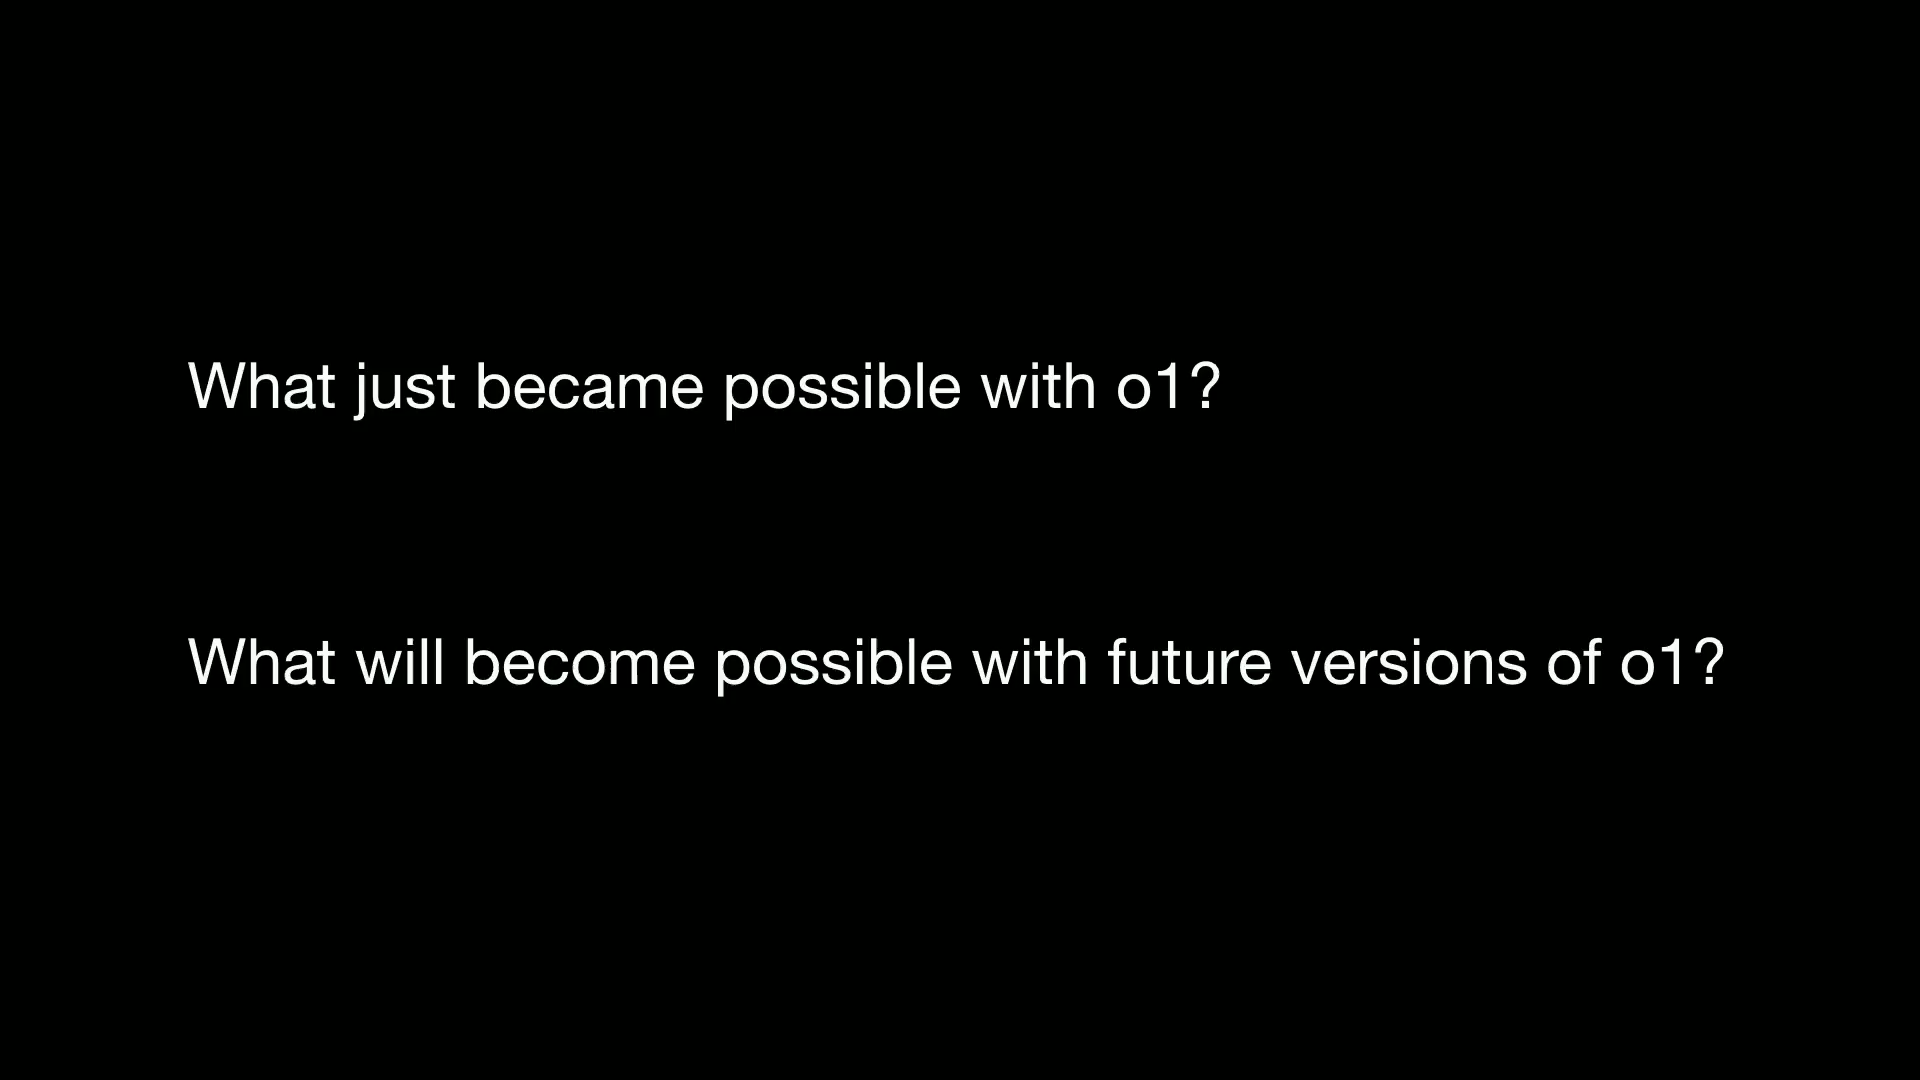 What just became possible with o1?
What will become possible with future versions of o1?